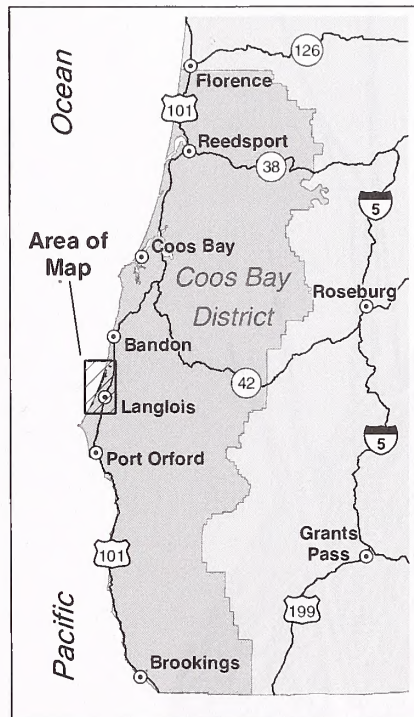 126
Florence
101
Ocean
Reedsport
38
5
Area of
Map
Coos Bay
Coos Bay
District
Roseburg
Bandon
42
Langlois
5
Port Orford
Grants
Pass
101
199
Pacific
Brookings